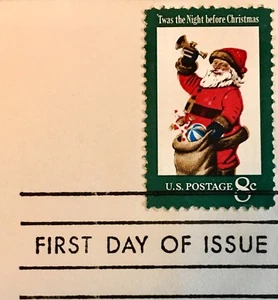 'Twas the Night before Christmas
U.S. POSTAGE 8c
FIRST DAY OF ISSUE